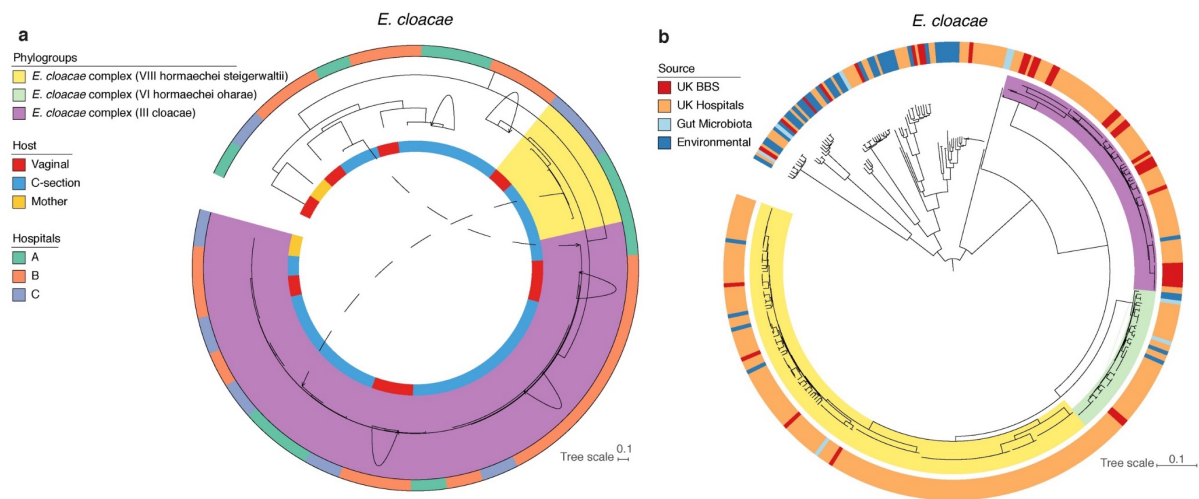 E. cloacae
a
Phylogroups
E. cloacae complex (VIII hormaechei steigerwaltii)
E. cloacae complex (VI hormaechei oharae)
E. cloacae complex (III cloacae)
Host
Vaginal
C-section
Mother
Hospitals
A
B
C
0.1
Tree scale
E. cloacae
b
Source
UK BBS
UK Hospitals
Gut Microbiota
Environmental
Tree scale 0.1